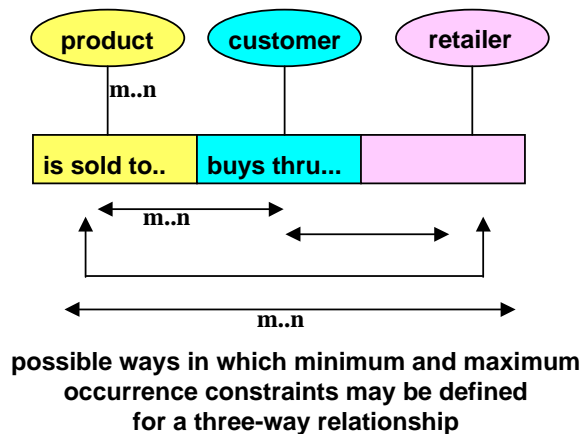 product customer retailer
m..n
is sold to.. buys thru...
m..n
m..n
possible ways in which minimum and maximum
occurrence constraints may be defined
for a three-way relationship